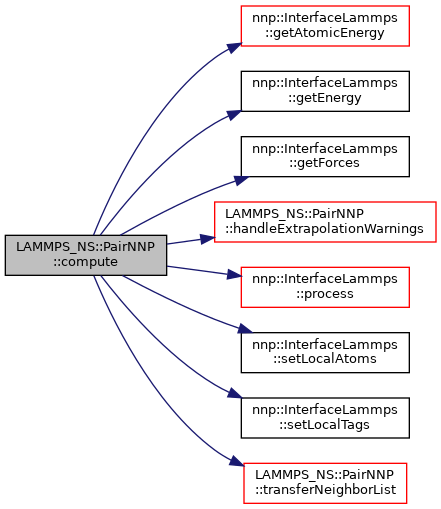 nnp::InterfaceLammps
::getAtomicEnergy
nnp::InterfaceLammps
::getEnergy
nnp::InterfaceLammps
::getForces
LAMMPS_NS::PairNNP
::handleExtrapolationWarnings
LAMMPS_NS::PairNNP
::compute
nnp::InterfaceLammps
::process
nnp::InterfaceLammps
::setLocalAtoms
nnp::InterfaceLammps
::setLocalTags
LAMMPS_NS::PairNNP
::transferNeighborList